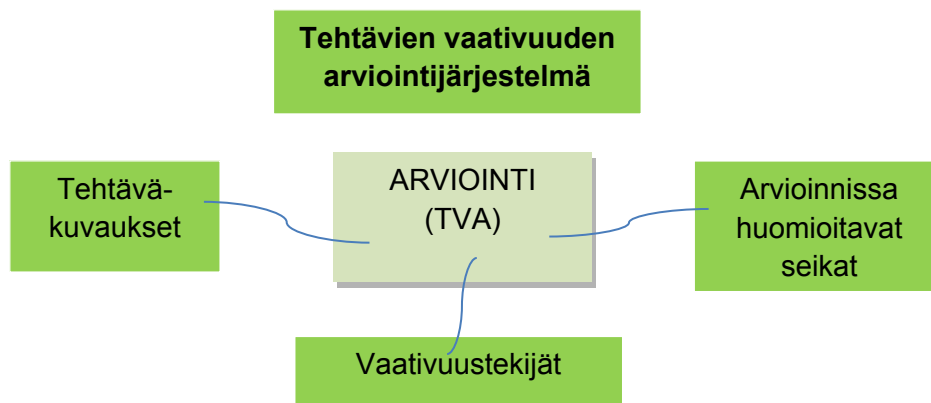 Tehtävien vaativuuden
arviointijärjestelmä
Tehtävä-
kuvaukset
ARVIOINTI
(TVA)
Arvioinnissa
huomioitavat
seikat
Vaativuustekijät